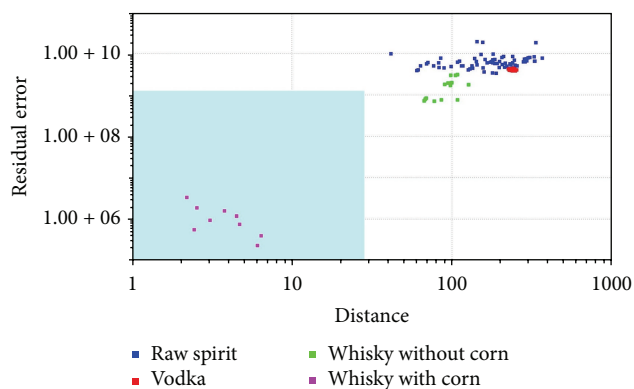 Residual error
1.00 + 10
1.00 + 08
1.00 + 06
1
10
100
1000
Distance
Raw spirit
Vodka
Whisky without corn
Whisky with corn